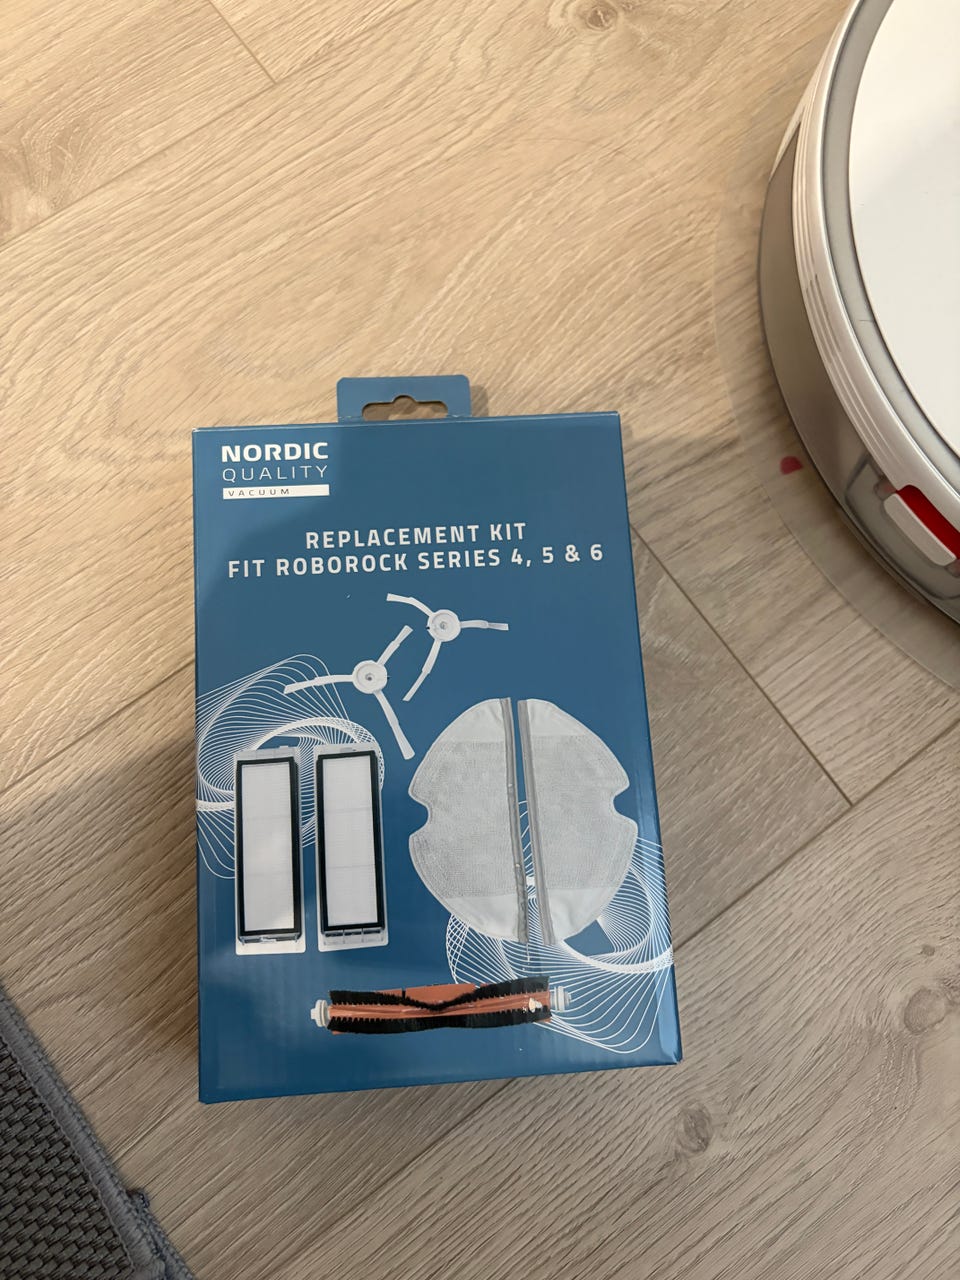 NORDIC
QUALITY
VACUUM
REPLACEMENT KIT
FIT ROBOROCK SERIES 4, 5 & 6